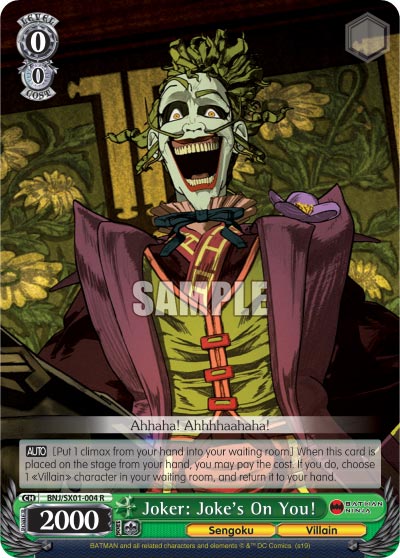 LEVEL
0
0
COST
SAMPLE
Ahhaha! Ahhhhaahaha!
AUTO [Put 1 climax from your hand into your waiting room] When this card is
placed on the stage from your hand, you may pay the cost. If you do, choose
1 «Villain» character in your waiting room, and return it to your hand.
CH BNJ/SX01-004 R
2000 Joker: Joke's On You! BATMAN NINJA
POWER
SOUL
Sengoku Villain
BATMAN and all related characters and elements © & ™ DC Comics. (s19)